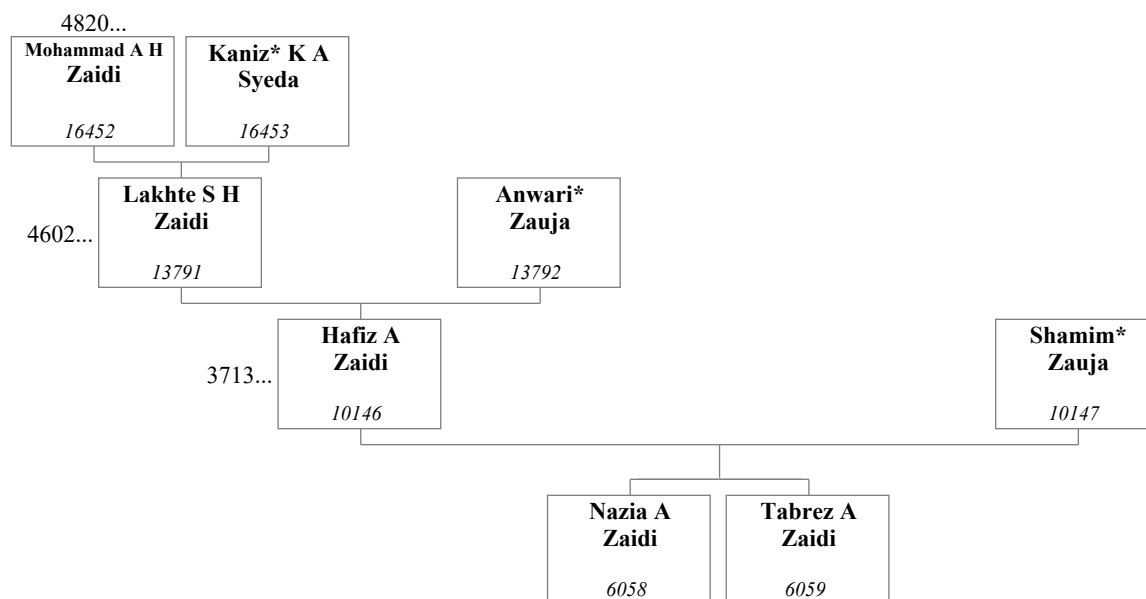 4820...
Mohammad A H
Zaidi
16452
Kaniz* K A
Syeda
16453
4602...
Lakhte S H
Zaidi
13791
Anwari*
Zauja
13792
3713...
Hafiz A
Zaidi
10146
Shamim*
Zauja
10147
Nazia A
Zaidi
6058
Tabrez A
Zaidi
6059